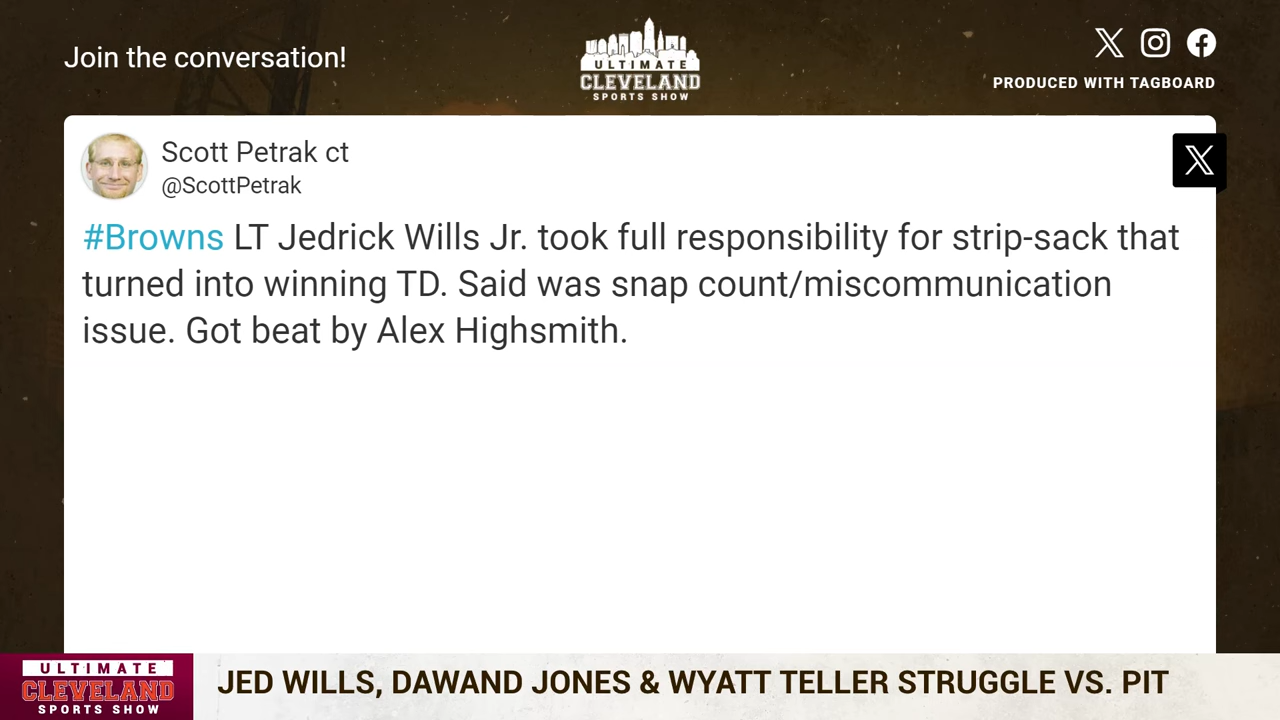 Join the conversation!
ULTIMATE
CLEVELAND
SPORTS SHOW
PRODUCED WITH TAGBOARD
Scott Petrak ct
@ScottPetrak
#Browns LT Jedrick Wills Jr. took full responsibility for strip-sack that
turned into winning TD. Said was snap count/miscommunication
issue. Got beat by Alex Highsmith.
ULTIMATE
CLEVELAND
SPORTS SHOW
JED WILLS, DAWAND JONES & WYATT TELLER STRUGGLE VS. PIT